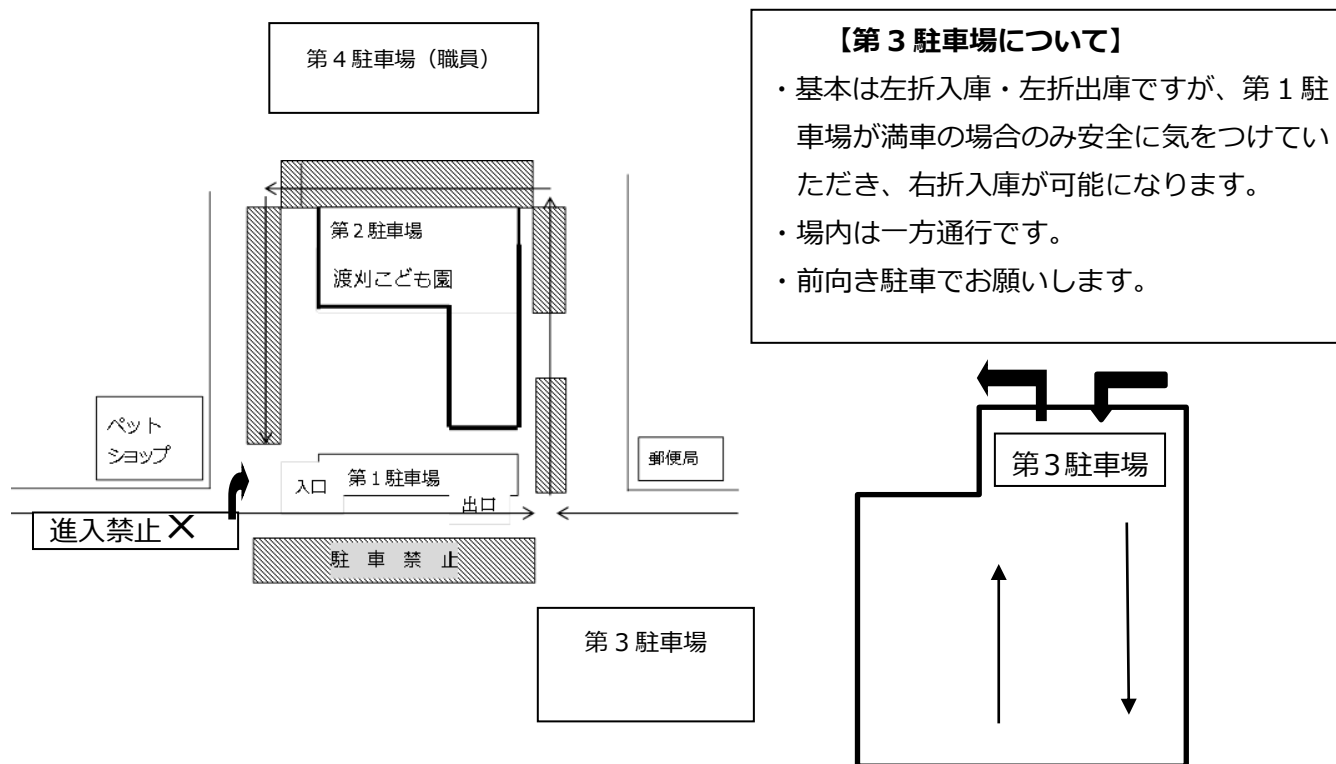 第４駐車場（職員）
【第３駐車場について】
・基本は左折入庫・左折出庫ですが、第１駐
車場が満車の場合のみ安全に気をつけてい
ただき、右折入庫が可能になります。
・場内は一方通行です。
・前向き駐車でお願いします。
第２駐車場
渡刈こども園
ペット
ショップ
郵便局
入口
第１駐車場
出口
進入禁止×
駐車禁止
第３駐車場
第３駐車場